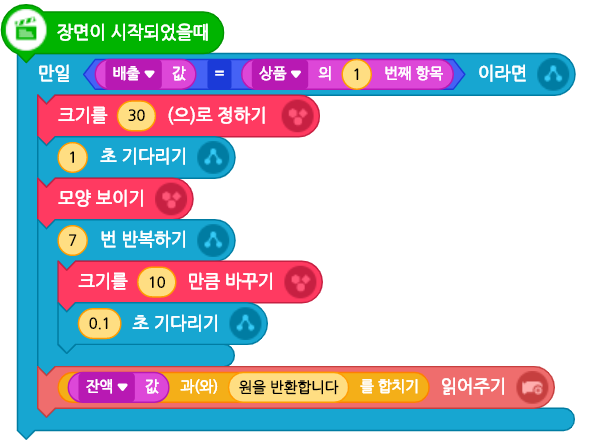 장면이 시작되었을때
만일 배출 값 = 상품 의 1 번째 항목 이라면
크기를 30 (으)로 정하기
1 초 기다리기
모양 보이기
7 번 반복하기
크기를 10 만큼 바꾸기
0.1 초 기다리기
잔액 값 과(와) 원을 반환합니다 를 합치기 읽어주기